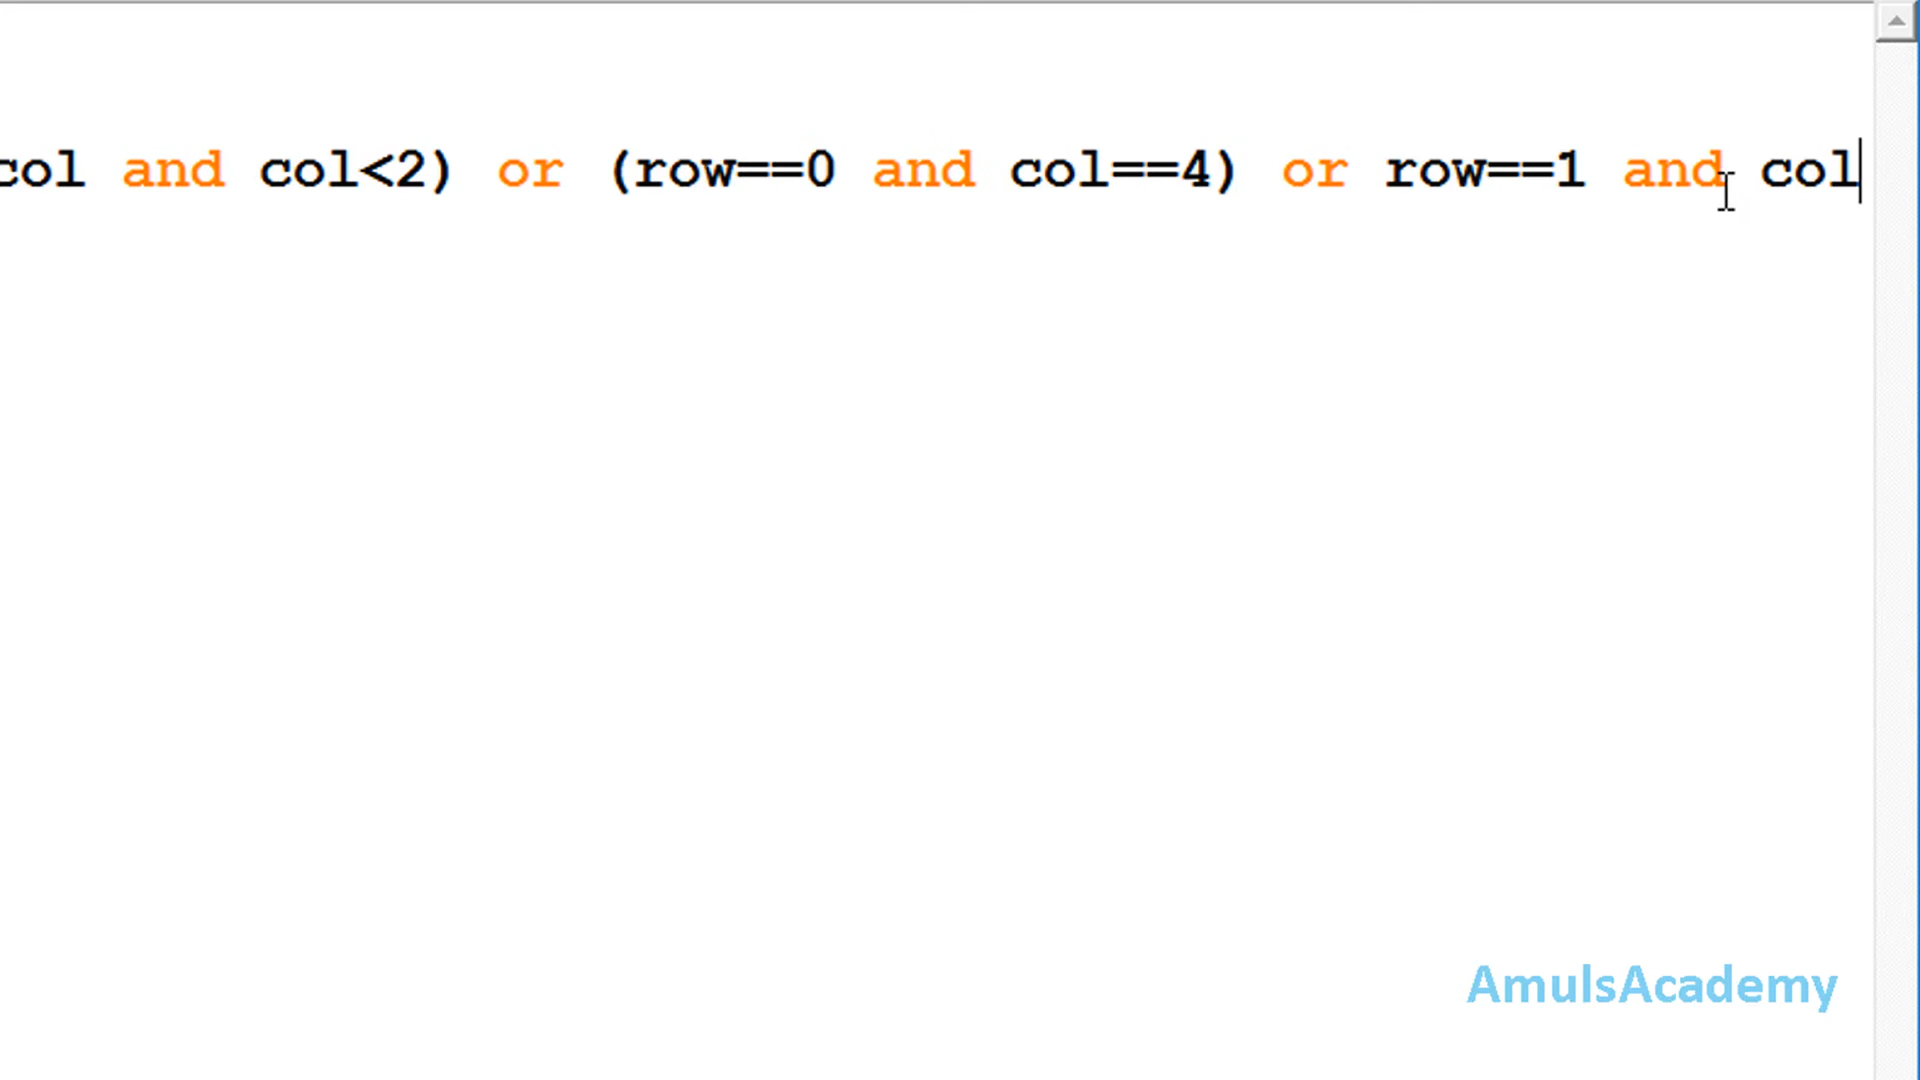 col and col<2) or (row==0 and col==4) or row==1 and col
AmulsAcademy